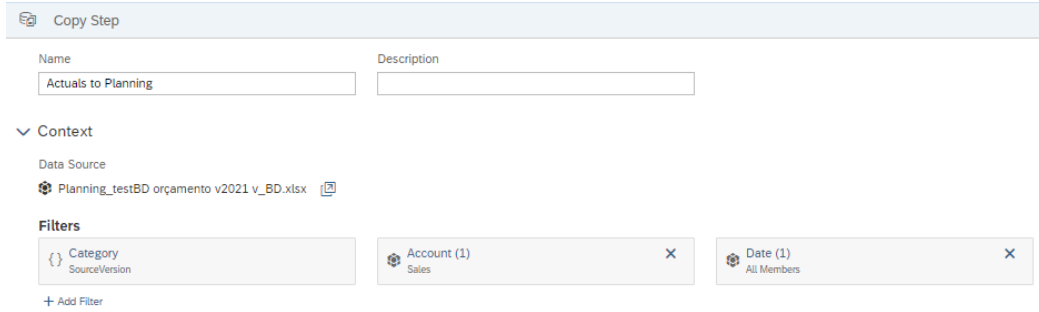 Copy Step
Name
Description
Actuals to Planning
Context
Data Source
Planning_testBD orçamento v2021 v_BD.xlsx
Filters
{ } Category
SourceVersion
Account (1)
Sales
Date (1)
All Members
+ Add Filter